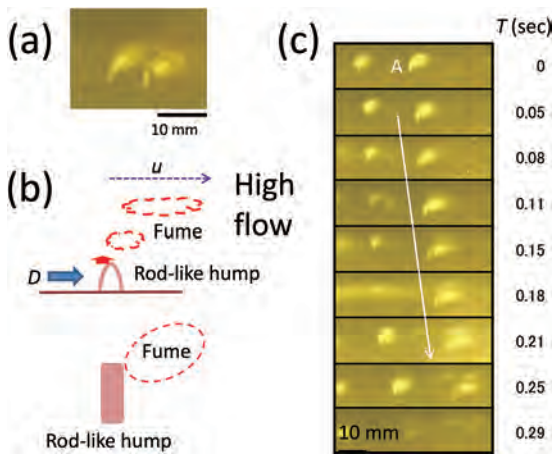 (a)
10 mm
(b)
u
High
flow
Fume
D
Rod-like hump
Fume
Rod-like hump
(c)
T (sec)
A
0
0.05
0.08
0.11
0.15
0.18
0.21
0.25
0.29
10 mm